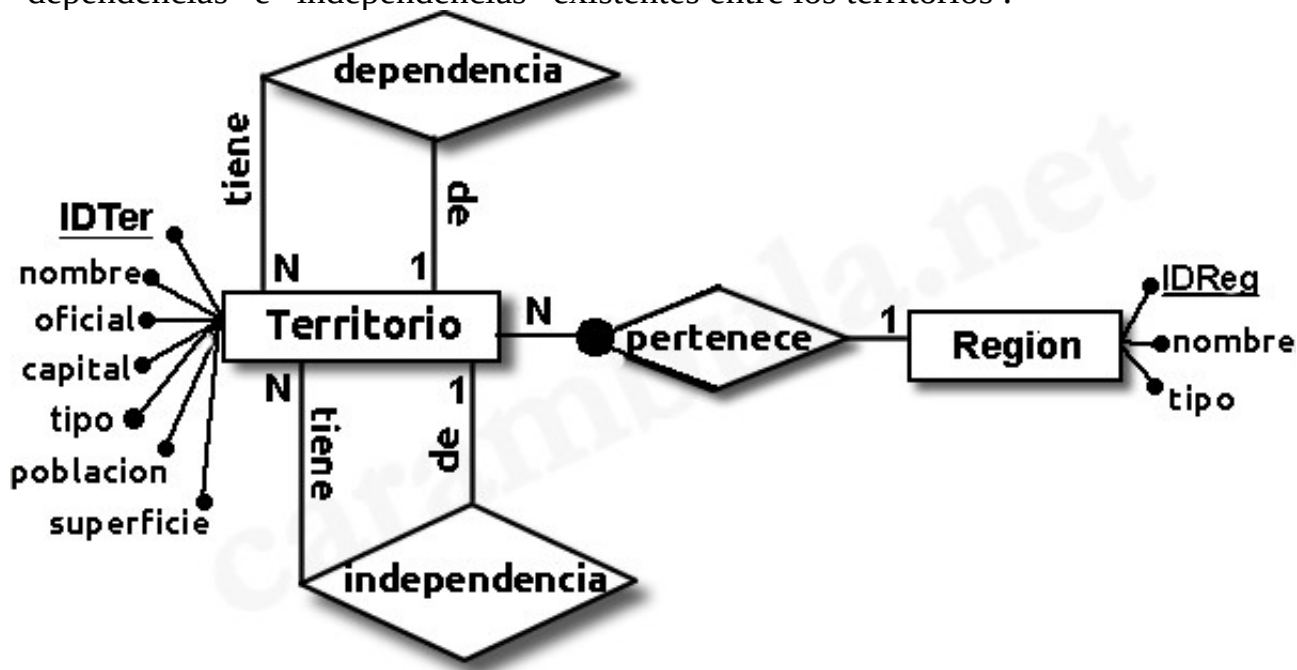 dependencias e independencias existentes entre los territorios .
dependencia
tiene
de
N
1
IDTer
nombre
oficial
capital
tipo
poblacion
superficie
Territorio
N
pertenece
1
Region
IDReg
nombre
tipo
N
1
tiene
de
independencia
carambula.net